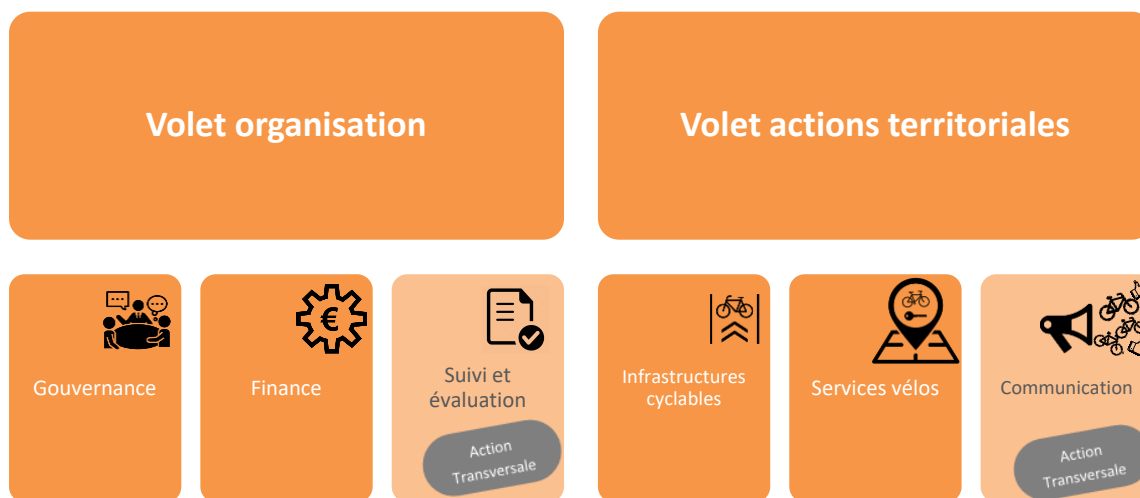 Volet organisation
Volet actions territoriales
Gouvernance
€
Finance
Suivi et
évaluation
Action
Transversale
Infrastructures
cyclables
Services vélos
Communication
Action
Transversale